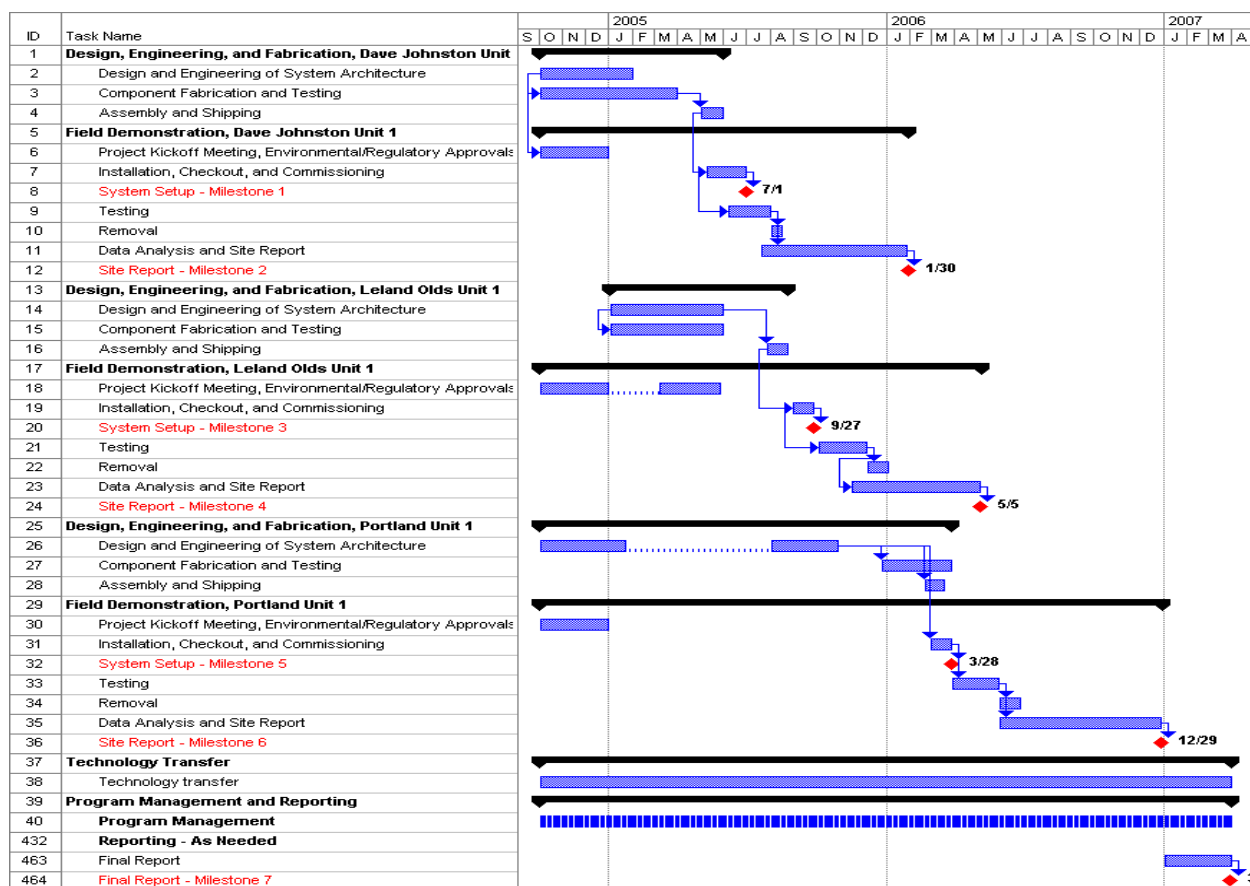 2005 2006 2007
ID Task Name S O N D J F M A M J J A S O N D J F M A M J J A S O N D J F M A
1 Design, Engineering, and Fabrication, Dave Johnston Unit
2 Design and Engineering of System Architecture
3 Component Fabrication and Testing
4 Assembly and Shipping
5 Field Demonstration, Dave Johnston Unit 1
6 Project Kickoff Meeting, Environmental/Regulatory Approvals
7 Installation, Checkout, and Commissioning
8 System Setup - Milestone 1 7/1
9 Testing
10 Removal
11 Data Analysis and Site Report
12 Site Report - Milestone 2 1/30
13 Design, Engineering, and Fabrication, Leland Olds Unit 1
14 Design and Engineering of System Architecture
15 Component Fabrication and Testing
16 Assembly and Shipping
17 Field Demonstration, Leland Olds Unit 1
18 Project Kickoff Meeting, Environmental/Regulatory Approvals
19 Installation, Checkout, and Commissioning
20 System Setup - Milestone 3 9/27
21 Testing
22 Removal
23 Data Analysis and Site Report
24 Site Report - Milestone 4 5/5
25 Design, Engineering, and Fabrication, Portland Unit 1
26 Design and Engineering of System Architecture
27 Component Fabrication and Testing
28 Assembly and Shipping
29 Field Demonstration, Portland Unit 1
30 Project Kickoff Meeting, Environmental/Regulatory Approvals
31 Installation, Checkout, and Commissioning
32 System Setup - Milestone 5 3/28
33 Testing
34 Removal
35 Data Analysis and Site Report
36 Site Report - Milestone 6 12/29
37 Technology Transfer
38 Technology transfer
39 Program Management and Reporting
40 Program Management
432 Reporting - As Needed
463 Final Report
464 Final Report - Milestone 7